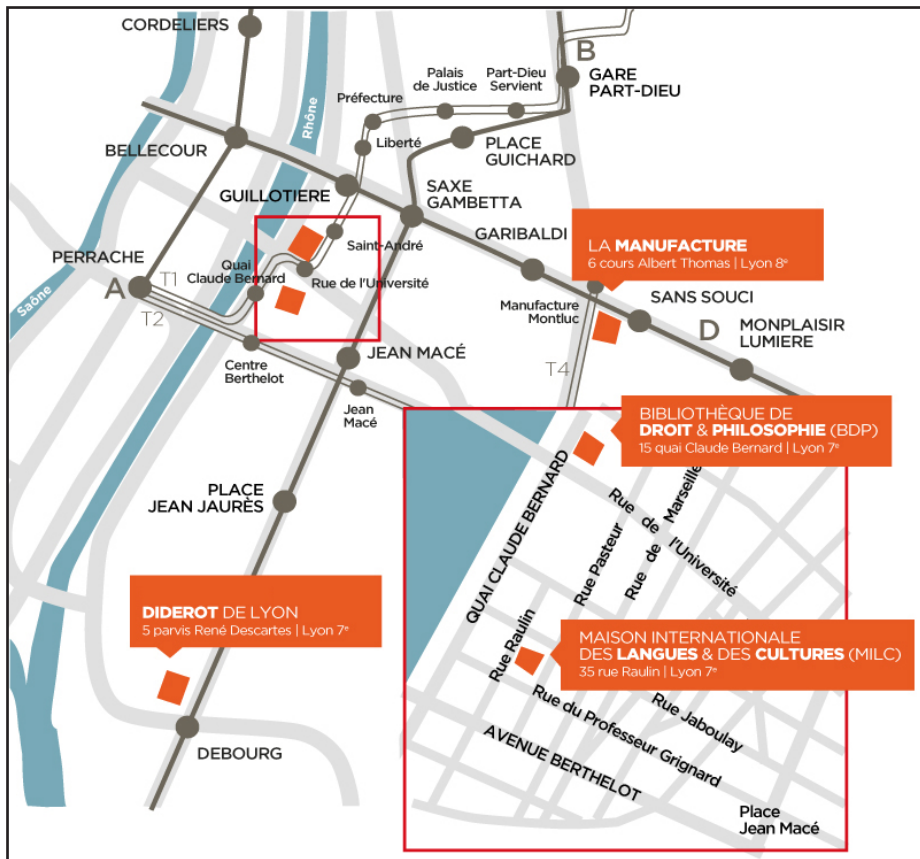 CORDELIERS
B
GARE
PART-DIEU
Palais
de Justice
Part-Dieu
Servient
Préfecture
Rhône
BELLECOUR
Liberté
PLACE
GUICHARD
GUILLOTIERE
SAXE
GAMBETTA
GARIBALDI
LA MANUFACTURE
6 cours Albert Thomas | Lyon 8e
Saint-André
PERRACHE
A
T1
T2
Quai
Claude Bernard
Rue de l'Université
Saône
Manufacture
Montluc
SANS SOUCI
D
MONPLAISIR
LUMIERE
T4
Centre
Berthelot
JEAN MACÉ
Jean
Macé
BIBLIOTHÈQUE DE
DROIT & PHILOSOPHIE (BDP)
15 quai Claude Bernard | Lyon 7e
PLACE
JEAN JAURÈS
QUAI CLAUDE BERNARD
Rue Pasteur
Rue de Marseille
Rue de l'Université
DIDEROT DE LYON
5 parvis René Descartes | Lyon 7e
Rue Raulin
MAISON INTERNATIONALE
DES LANGUES & DES CULTURES (MILC)
35 rue Raulin | Lyon 7e
Rue Jaboulay
Rue du Professeur Grignard
AVENUE BERTHELOT
DEBOURG
Place
Jean Macé